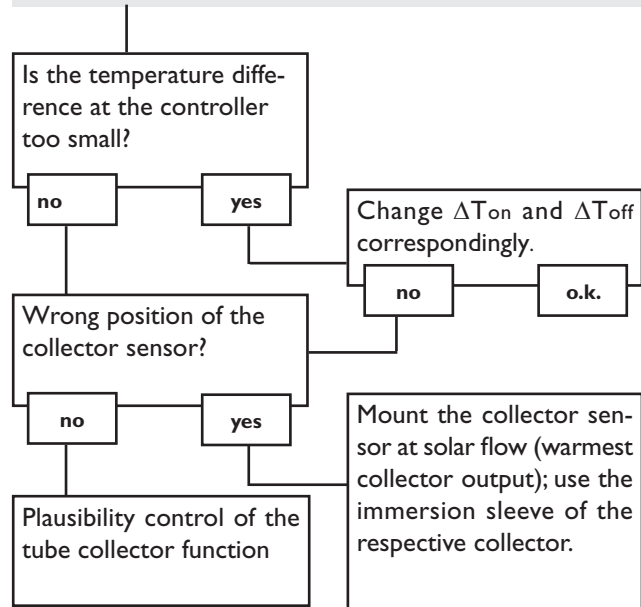 Is the temperature diffe-
rence at the controller
too small?
no
yes
Change ΔTon and ΔToff
correspondingly.
no
o.k.
Wrong position of the
collector sensor?
no
yes
Mount the collector sen-
sor at solar flow (warmest
collector output); use the
immersion sleeve of the
respective collector.
Plausibility control of the
tube collector function